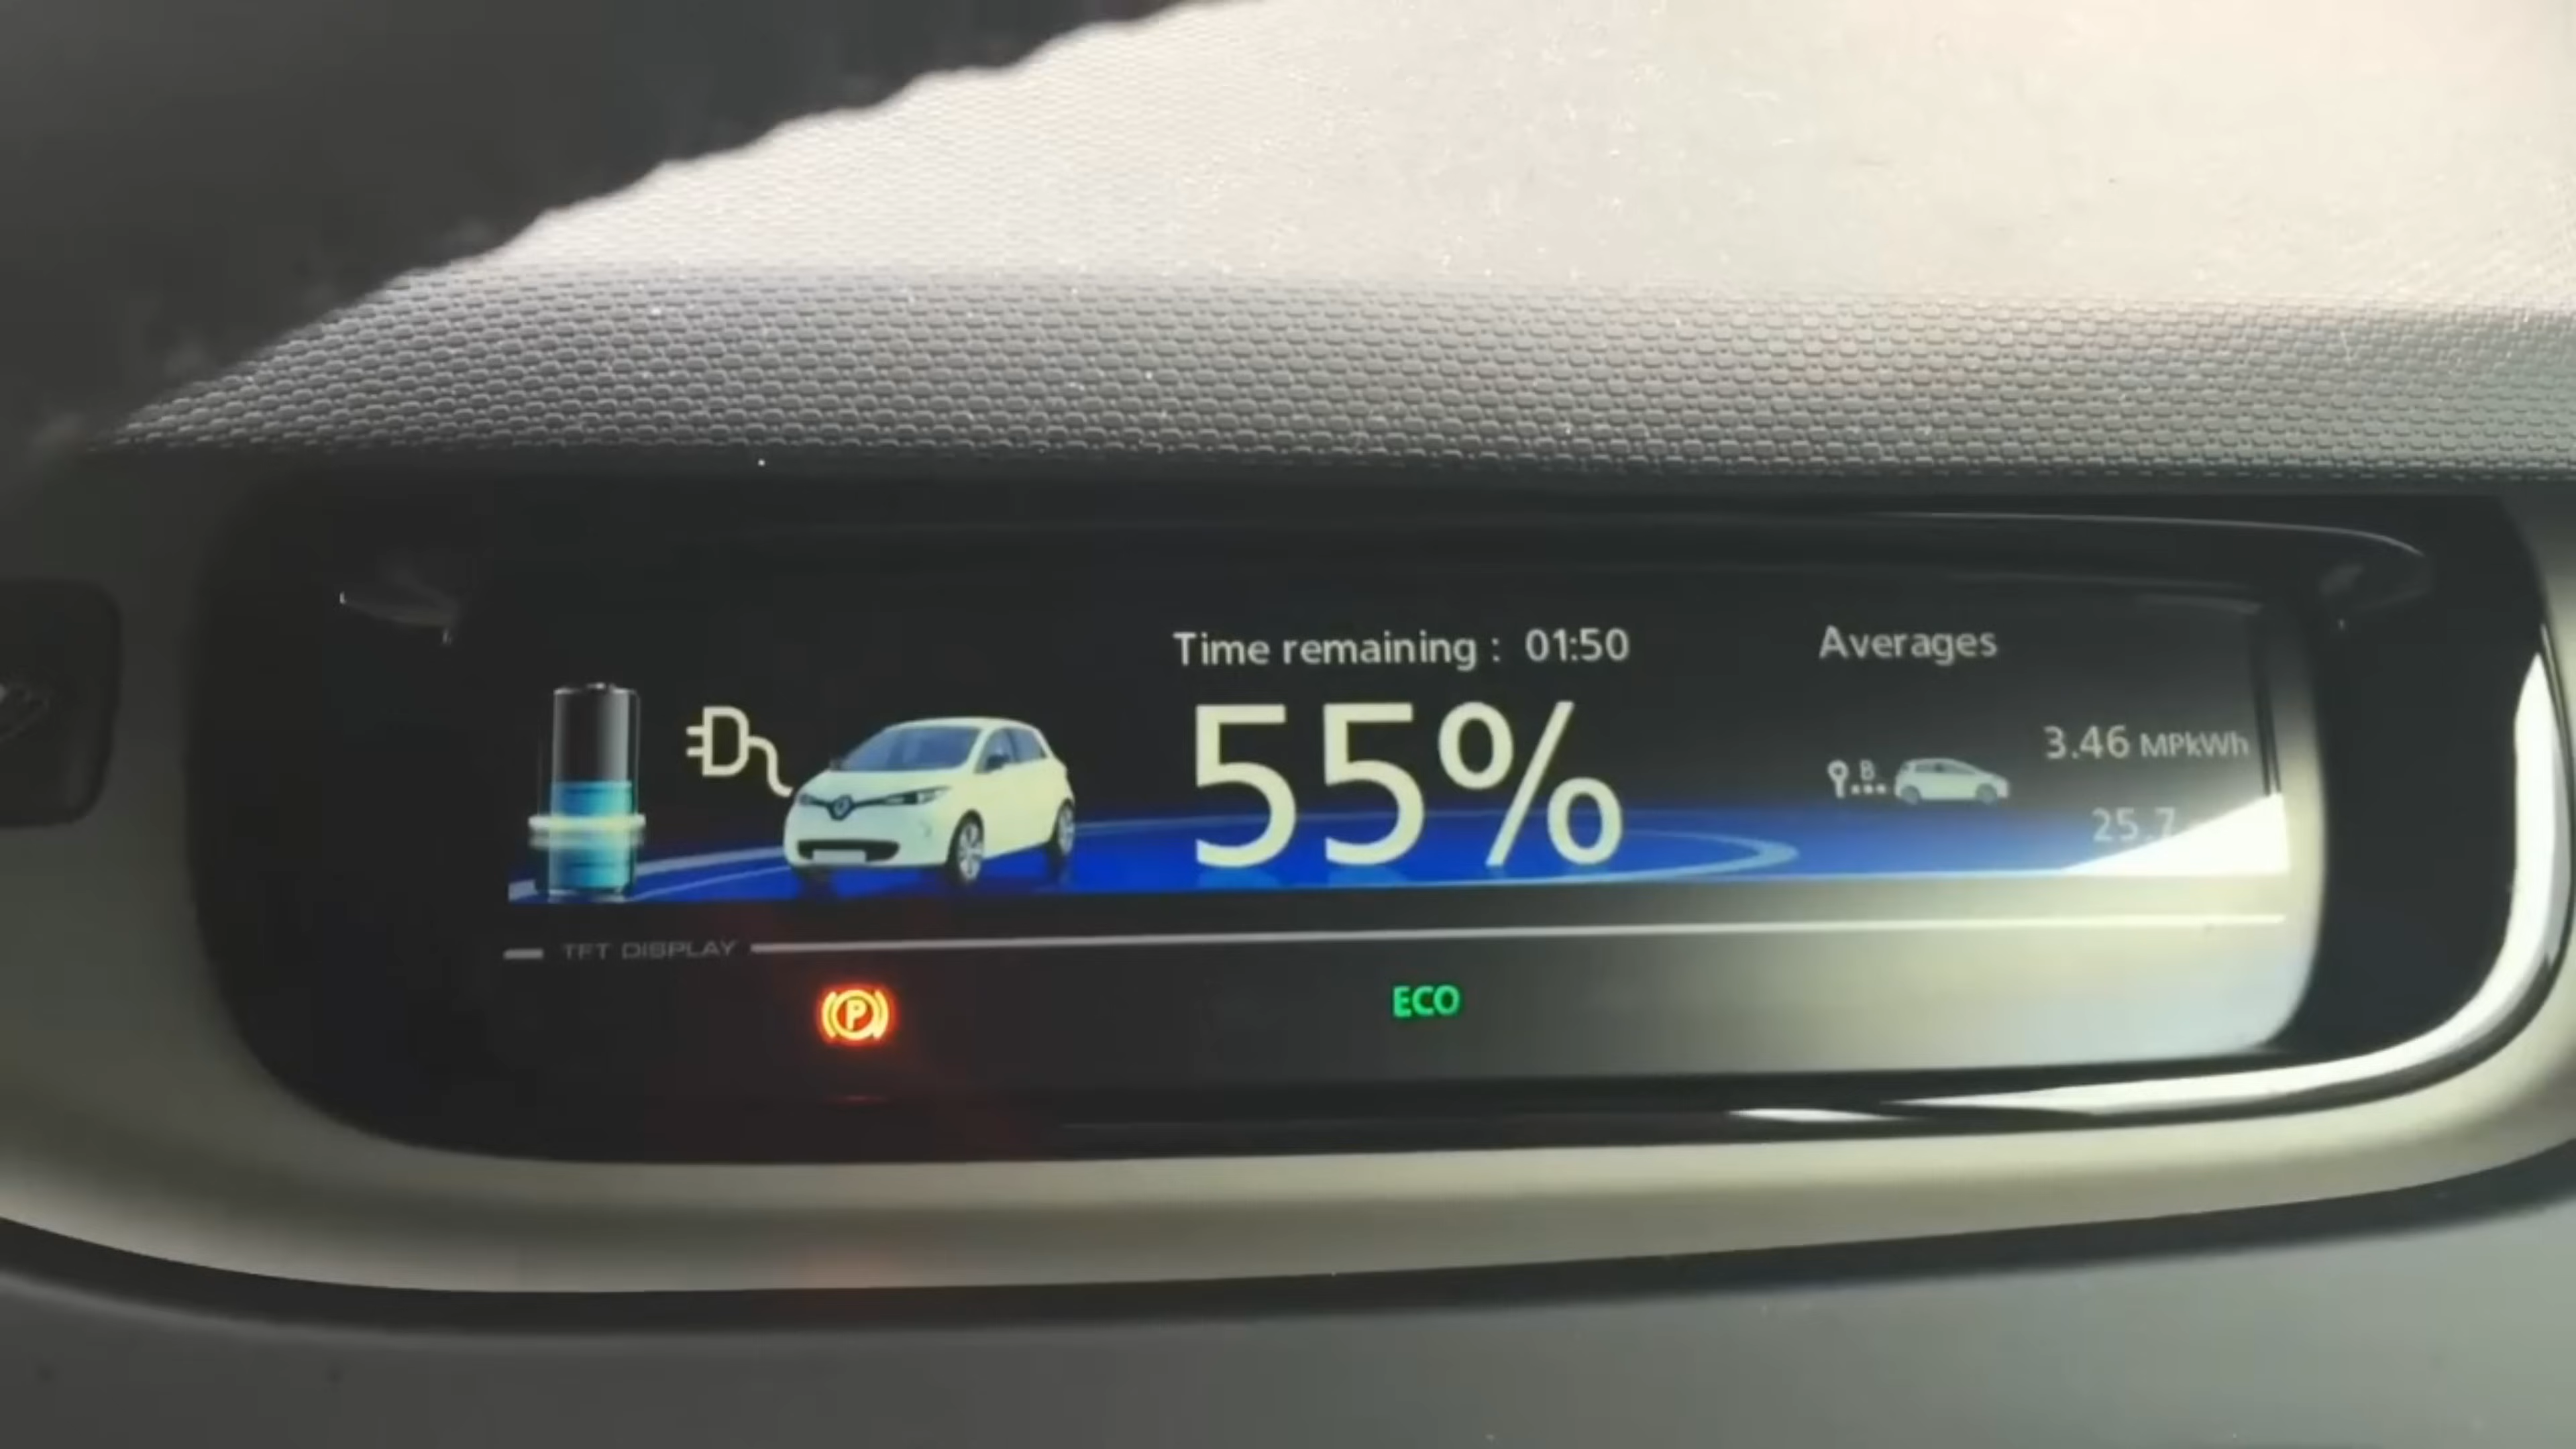 Time remaining : 01:50
Averages
55%
3.46 MPkWh
B
25.7
TFT DISPLAY
P
ECO